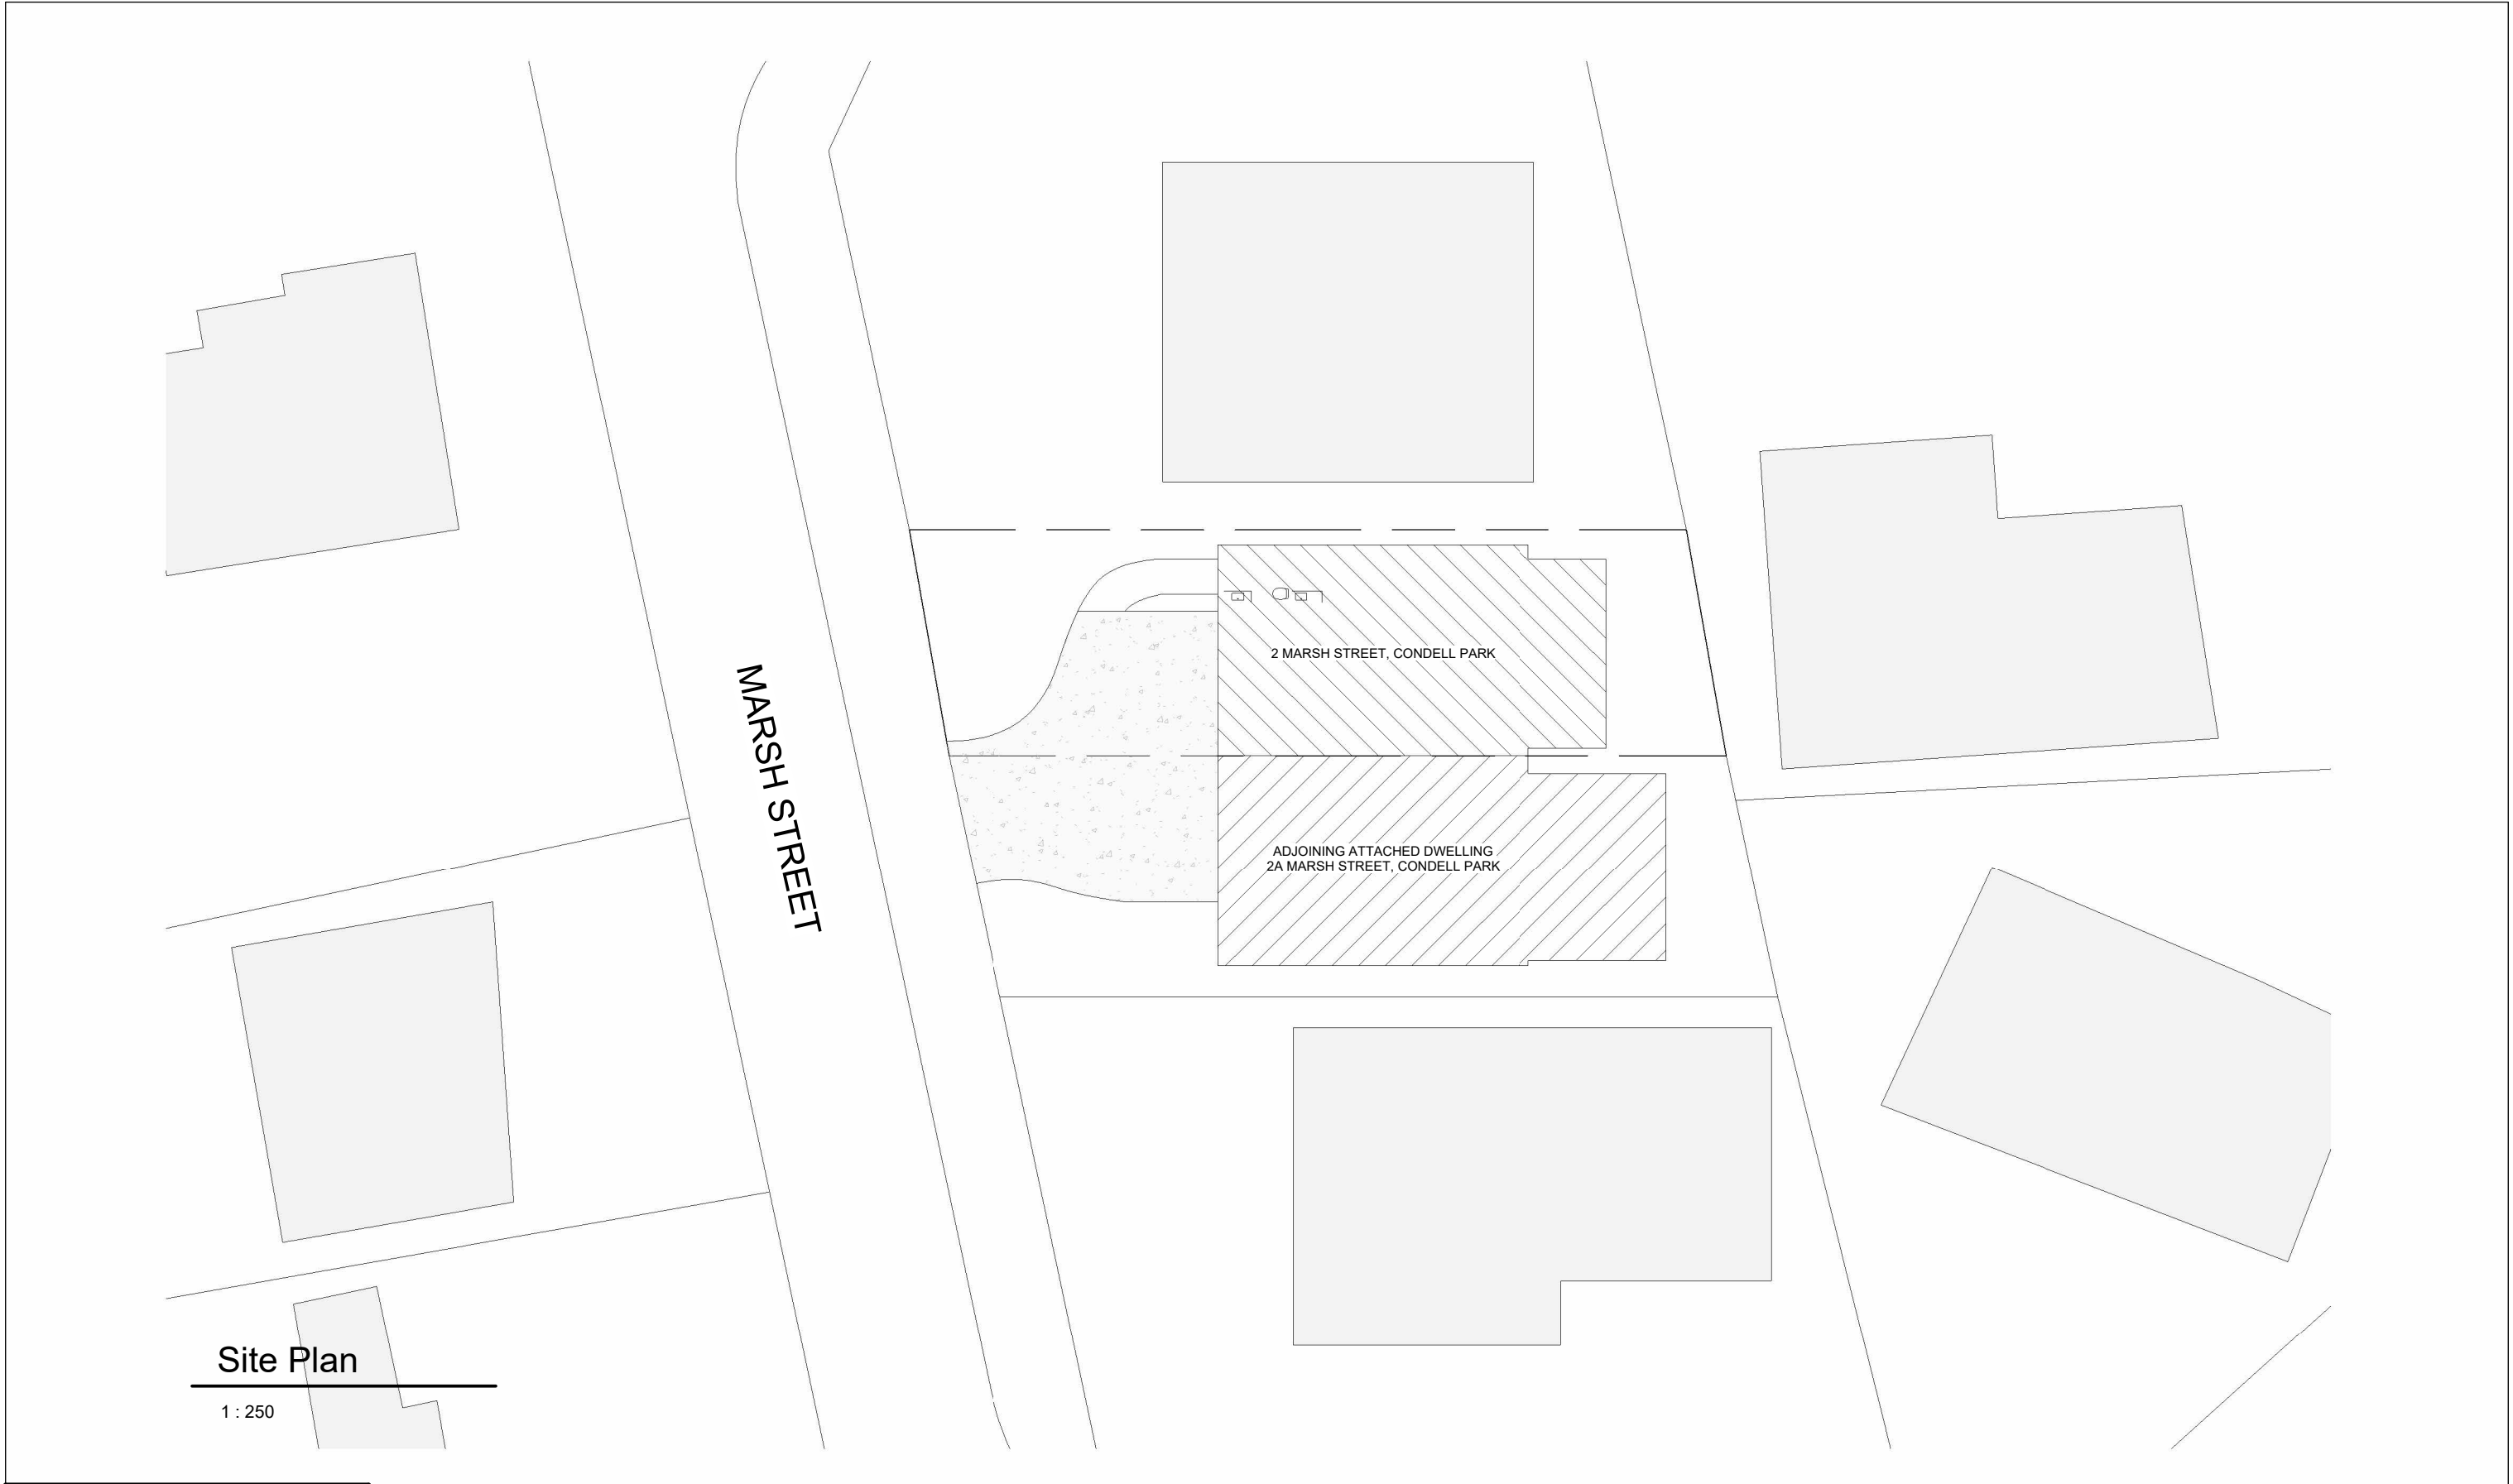 2 MARSH STREET, CONDELL PARK
MARSH STREET
ADJOINING ATTACHED DWELLING
2A MARSH STREET, CONDELL PARK
Site Plan
1 : 250